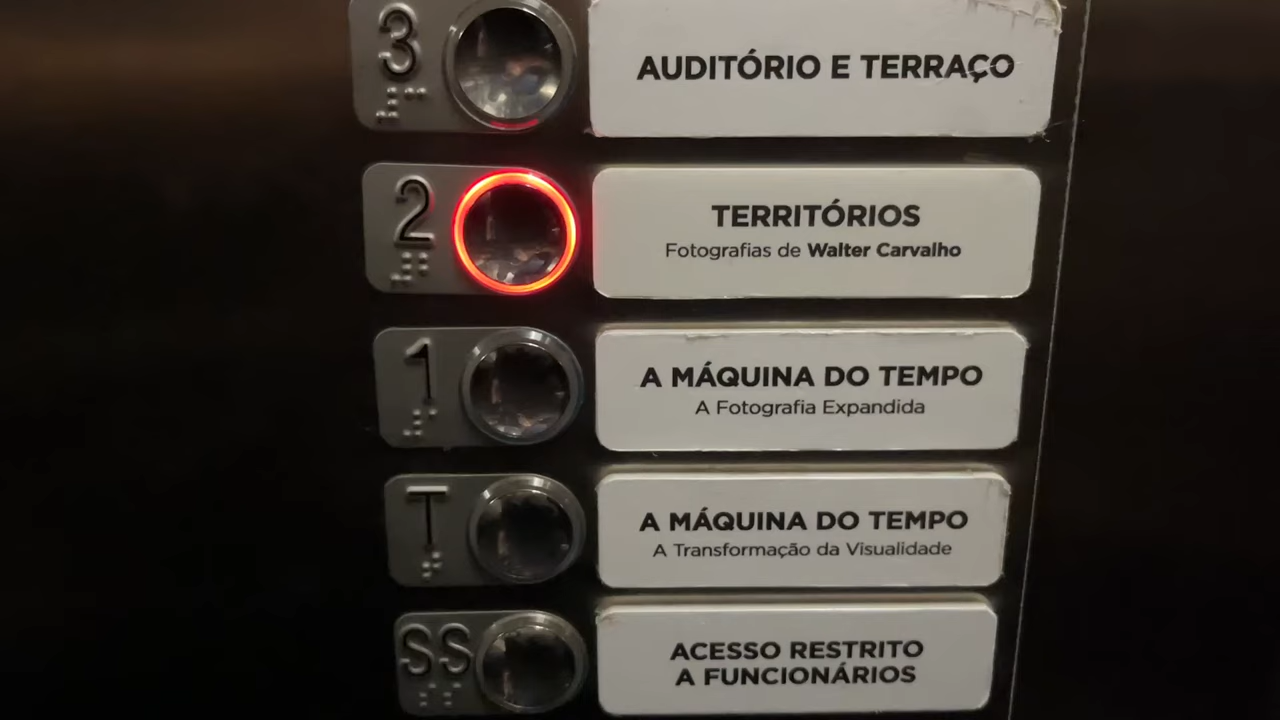 3
AUDITÓRIO E TERRAÇO
2
TERRITÓRIOS
Fotografias de Walter Carvalho
1
A MÁQUINA DO TEMPO
A Fotografia Expandida
T
A MÁQUINA DO TEMPO
A Transformação da Visualidade
SS
ACESSO RESTRITO
A FUNCIONÁRIOS